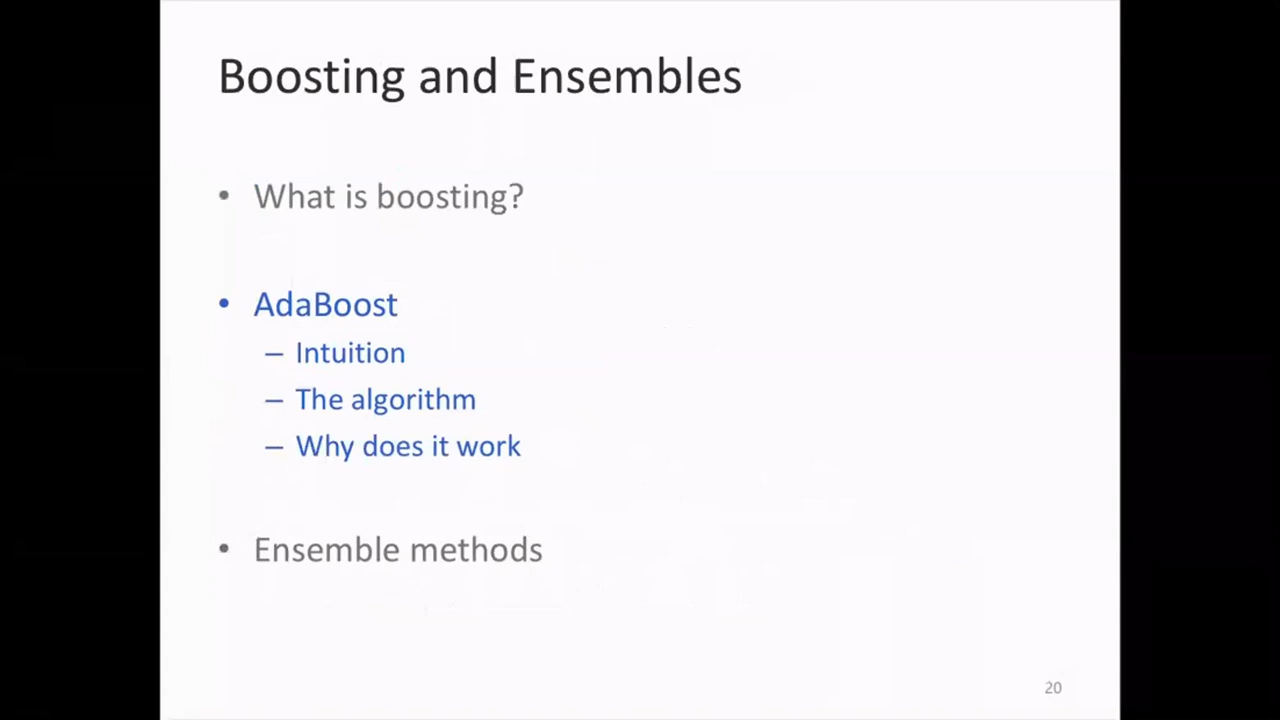 Boosting and Ensembles
• What is boosting?
• AdaBoost
– Intuition
– The algorithm
– Why does it work
• Ensemble methods
20